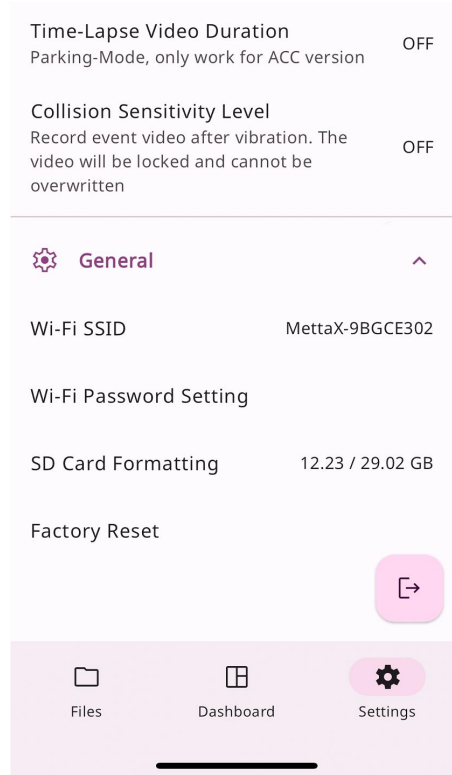 Time-Lapse Video Duration
OFF
Parking-Mode, only work for ACC version
Collision Sensitivity Level
Record event video after vibration. The
video will be locked and cannot be
overwritten
OFF
General
Wi-Fi SSID
MettaX-9BGCE302
Wi-Fi Password Setting
SD Card Formatting
12.23 / 29.02 GB
Factory Reset
Files
Dashboard
Settings